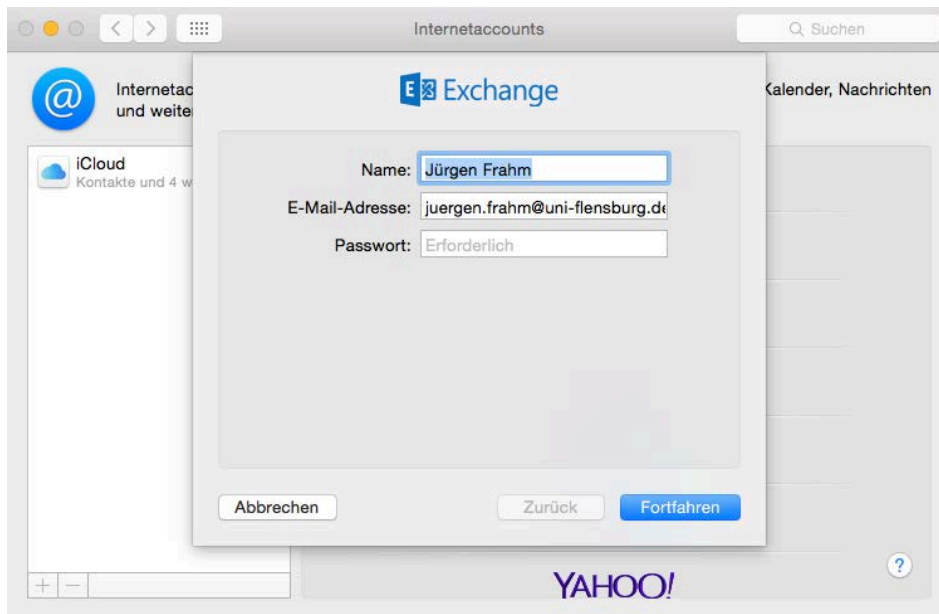 Internetaccounts
Suchen
Internetac
und weite
Kalender, Nachrichten
iCloud
Kontakte und 4 w
E Exchange
Name: Jürgen Frahm
E-Mail-Adresse: juergen.frahm@uni-flensburg.de
Passwort: Erforderlich
Abbrechen
Zurück
Fortfahren
YAHOO!
?